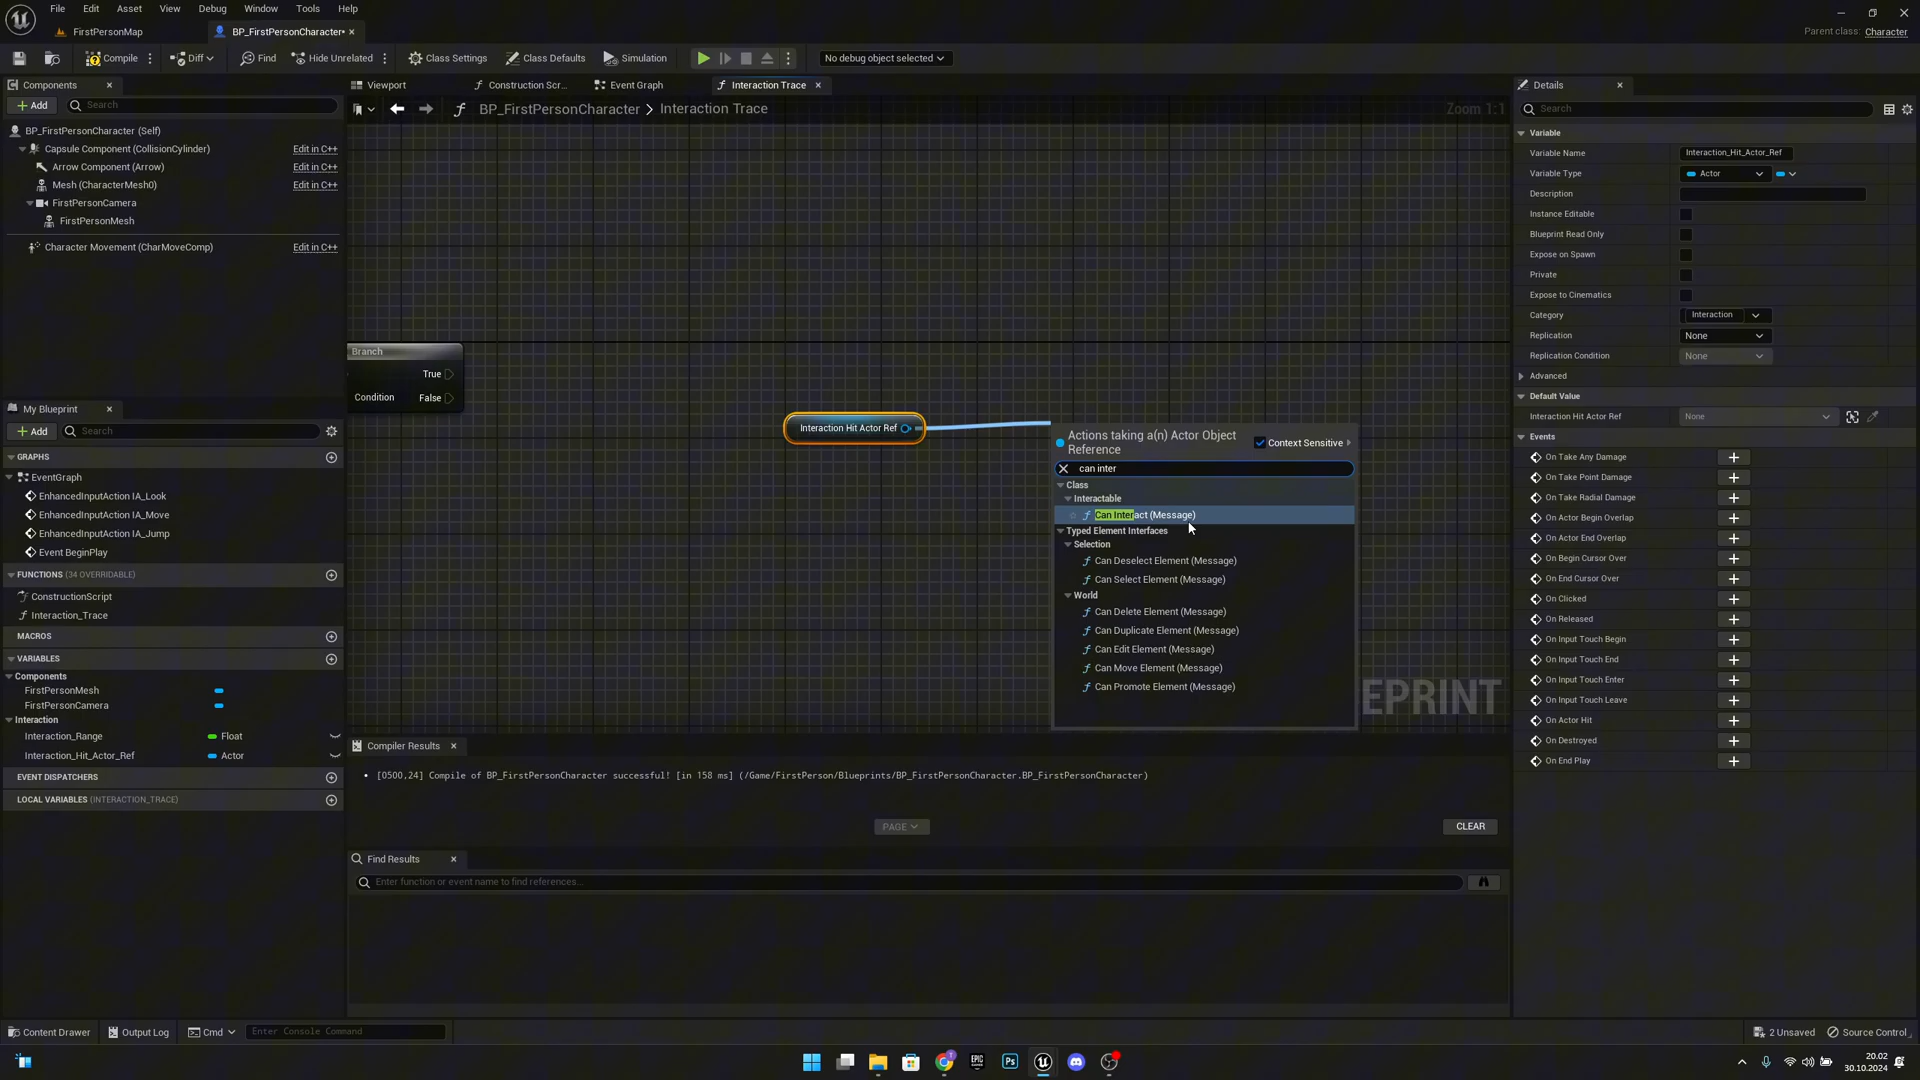 File Edit Asset View Debug Window Tools Help
FirstPersonMap
BP_FirstPersonCharacter•
Parent class: Character
Compile
Diff
Find
Hide Unrelated
Class Settings
Class Defaults
Simulation
No debug object selected
Components
Add
Search
BP_FirstPersonCharacter (Self)
Capsule Component (CollisionCylinder) Edit in C++
Arrow Component (Arrow) Edit in C++
Mesh (CharacterMesh0) Edit in C++
FirstPersonCamera
FirstPersonMesh
Character Movement (CharMoveComp) Edit in C++
My Blueprint
Add
Search
GRAPHS
EventGraph
EnhancedInputAction IA_Look
EnhancedInputAction IA_Move
EnhancedInputAction IA_Jump
Event BeginPlay
FUNCTIONS (34 OVERRIDABLE)
ConstructionScript
Interaction_Trace
MACROS
VARIABLES
Components
FirstPersonMesh
FirstPersonCamera
Interaction
Interaction_Range Float
Interaction_Hit_Actor_Ref Actor
EVENT DISPATCHERS
LOCAL VARIABLES (INTERACTION_TRACE)
Viewport
Construction Scr...
Event Graph
Interaction Trace
BP_FirstPersonCharacter > Interaction Trace
Zoom 1:1
Branch
True
Condition
False
Interaction Hit Actor Ref
Actions taking a(n) Actor Object
Reference
Context Sensitive
can inter
Class
Interactable
Can Interact (Message)
Typed Element Interfaces
Selection
Can Deselect Element (Message)
Can Select Element (Message)
World
Can Delete Element (Message)
Can Duplicate Element (Message)
Can Edit Element (Message)
Can Move Element (Message)
Can Promote Element (Message)
EPRINT
Compiler Results
[0500,24] Compile of BP_FirstPersonCharacter successful! [in 158 ms] (/Game/FirstPerson/Blueprints/BP_FirstPersonCharacter.BP_FirstPersonCharacter)
PAGE
CLEAR
Find Results
Enter function or event name to find references...
Details
Search
Variable
Variable Name Interaction_Hit_Actor_Ref
Variable Type Actor
Description
Instance Editable
Blueprint Read Only
Expose on Spawn
Private
Expose to Cinematics
Category Interaction
Replication None
Replication Condition None
Advanced
Default Value
Interaction Hit Actor Ref None
Events
On Take Any Damage
On Take Point Damage
On Take Radial Damage
On Actor Begin Overlap
On Actor End Overlap
On Begin Cursor Over
On End Cursor Over
On Clicked
On Released
On Input Touch Begin
On Input Touch End
On Input Touch Enter
On Input Touch Leave
On Actor Hit
On Destroyed
On End Play
Content Drawer
Output Log
Cmd
Enter Console Command
2 Unsaved
Source Control
EPIC
Ps
20.02
30.10.2024